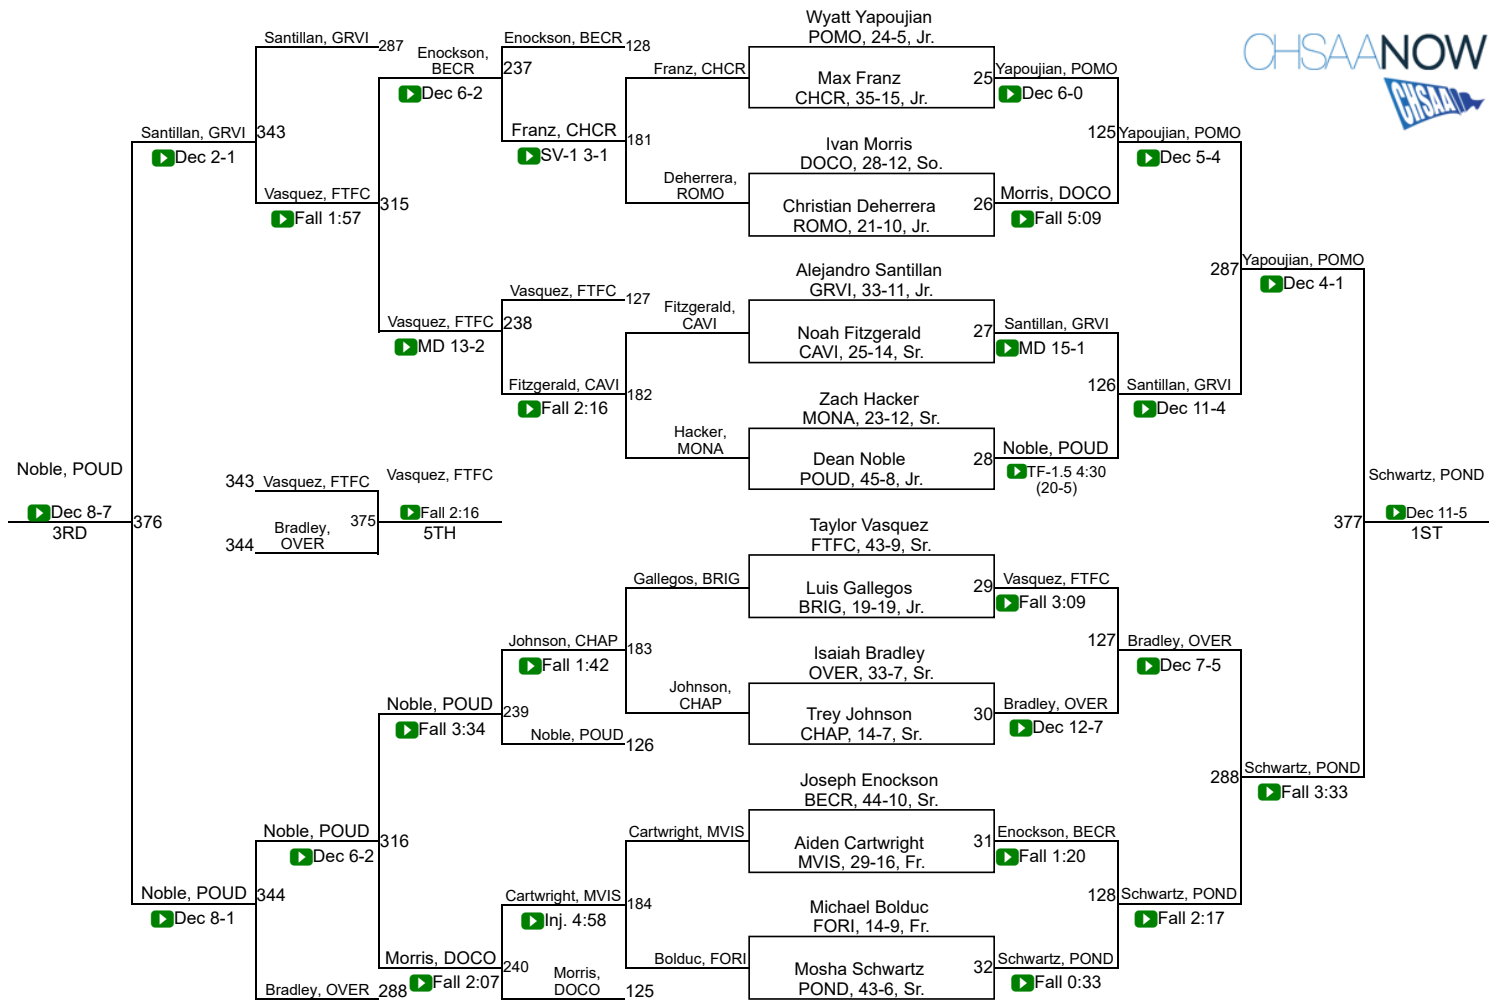 CHSAANOW
CHSAA
Wyatt Yapoujian
POMO, 24-5, Jr.
Max Franz
CHCR, 35-15, Jr.
25
Yapoujian, POMO
Dec 6-0
Ivan Morris
DOCO, 28-12, So.
Christian Deherrera
ROMO, 21-10, Jr.
26
Morris, DOCO
Fall 5:09
Alejandro Santillan
GRVI, 33-11, Jr.
Noah Fitzgerald
CAVI, 25-14, Sr.
27
Santillan, GRVI
MD 15-1
Zach Hacker
MONA, 23-12, Sr.
Dean Noble
POUD, 45-8, Jr.
28
Noble, POUD
TF-1.5 4:30
(20-5)
Taylor Vasquez
FTFC, 43-9, Sr.
Luis Gallegos
BRIG, 19-19, Jr.
29
Vasquez, FTFC
Fall 3:09
Isaiah Bradley
OVER, 33-7, Sr.
Trey Johnson
CHAP, 14-7, Sr.
30
Bradley, OVER
Dec 12-7
Joseph Enockson
BECR, 44-10, Sr.
Aiden Cartwright
MVIS, 29-16, Fr.
31
Enockson, BECR
Fall 1:20
Michael Bolduc
FORI, 14-9, Fr.
Mosha Schwartz
POND, 43-6, Sr.
32
Schwartz, POND
Fall 0:33
125
Yapoujian, POMO
Dec 5-4
126
Santillan, GRVI
Dec 11-4
127
Bradley, OVER
Dec 7-5
128
Schwartz, POND
Fall 2:17
287
Yapoujian, POMO
Dec 4-1
288
Schwartz, POND
Fall 3:33
377
Schwartz, POND
Dec 11-5
1ST
Franz, CHCR
Deherrera,
ROMO
Fitzgerald,
CAVI
Hacker,
MONA
Gallegos, BRIG
Johnson,
CHAP
Cartwright, MVIS
Bolduc, FORI
Enockson, BECR
128
Franz, CHCR
181
SV-1 3-1
Vasquez, FTFC
127
Fitzgerald, CAVI
182
Fall 2:16
Johnson, CHAP
183
Fall 1:42
Noble, POUD
126
Cartwright, MVIS
184
Inj. 4:58
Morris,
DOCO
125
Enockson,
BECR
237
Dec 6-2
Vasquez, FTFC
238
MD 13-2
Noble, POUD
239
Fall 3:34
Morris, DOCO
240
Fall 2:07
Santillan, GRVI
287
Vasquez, FTFC
315
Fall 1:57
Noble, POUD
316
Dec 6-2
Bradley, OVER
288
Santillan, GRVI
343
Dec 2-1
Noble, POUD
344
Dec 8-1
Noble, POUD
376
Dec 8-7
3RD
343
Vasquez, FTFC
344
Bradley,
OVER
375
Vasquez, FTFC
Fall 2:16
5TH